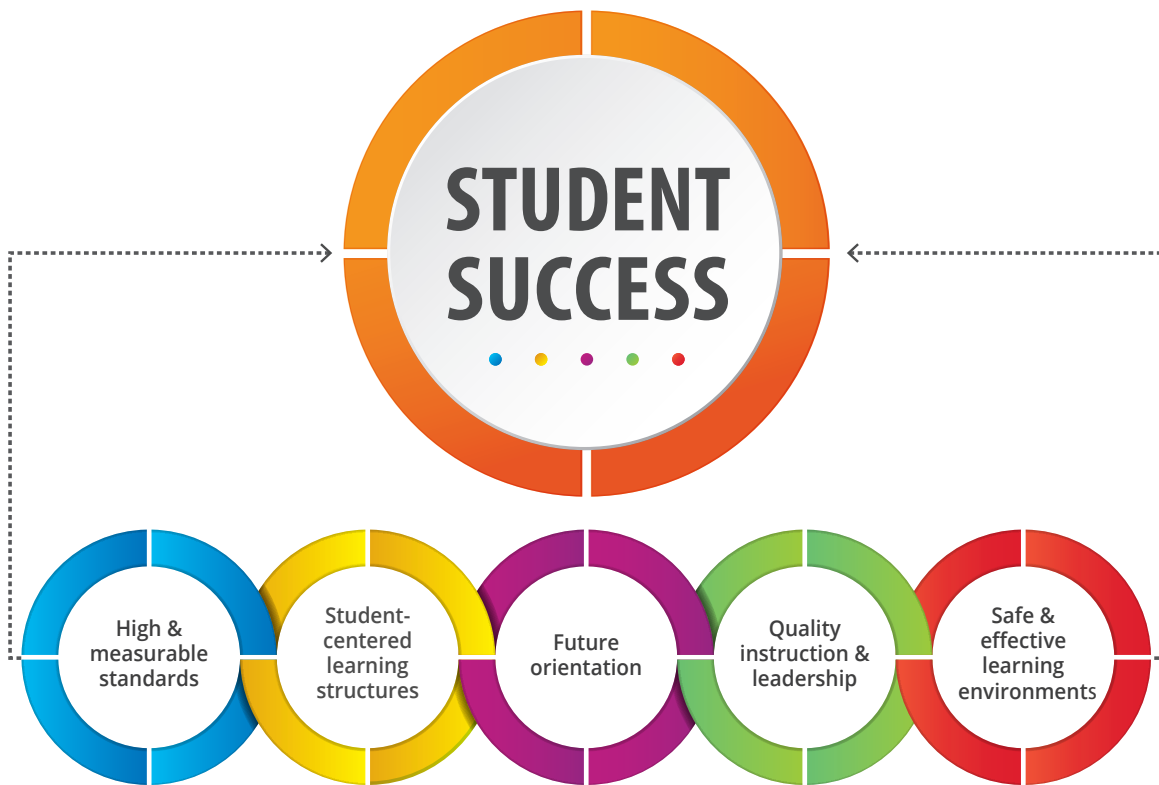 STUDENT
SUCCESS
High &
measurable
standards
Student-
centered
learning
structures
Future
orientation
Quality
instruction &
leadership
Safe &
effective
learning
environments